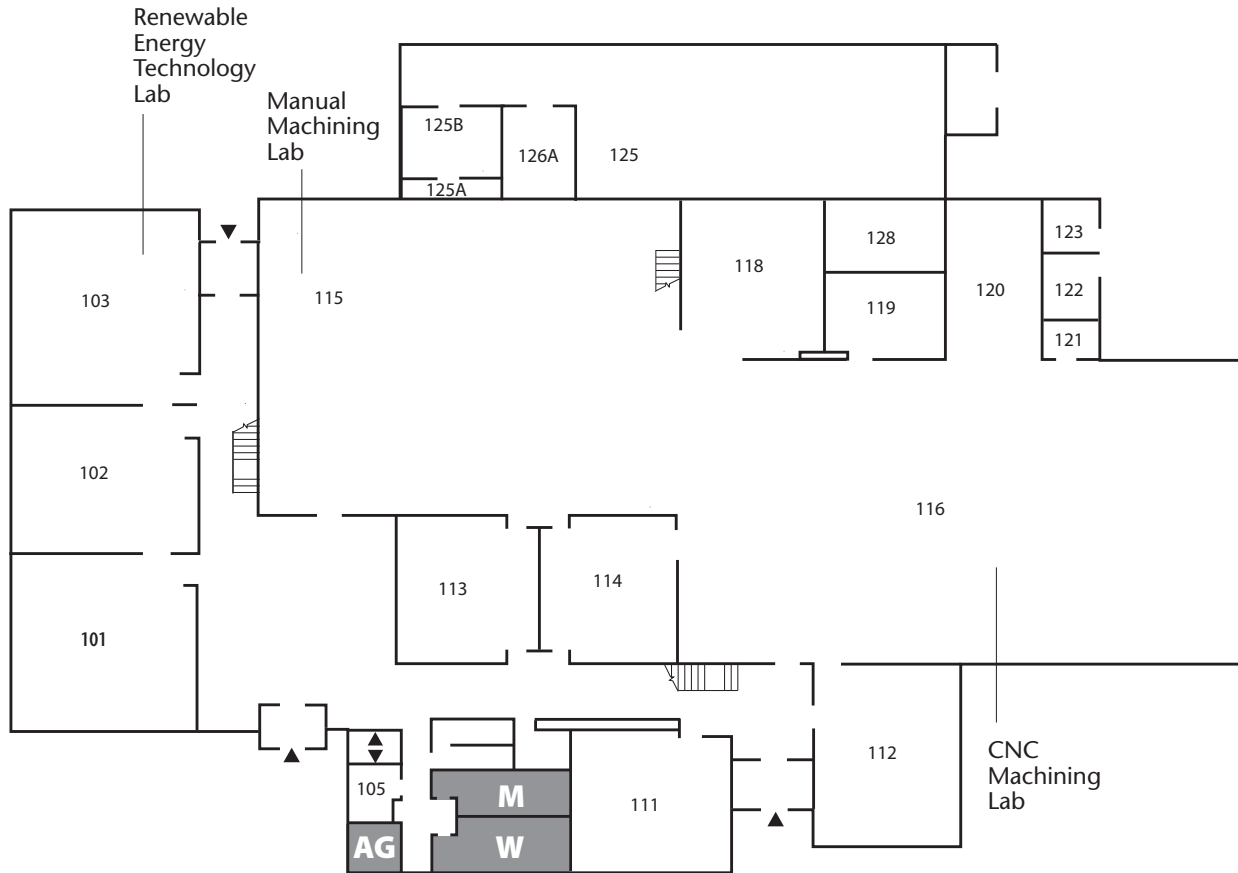 Renewable
Energy
Technology
Lab
Manual
Machining
Lab
125B
126A
125
125A
123
128
118
103
115
120
122
119
121
102
116
113
114
101
112
CNC
Machining
Lab
105
M
111
AG
W